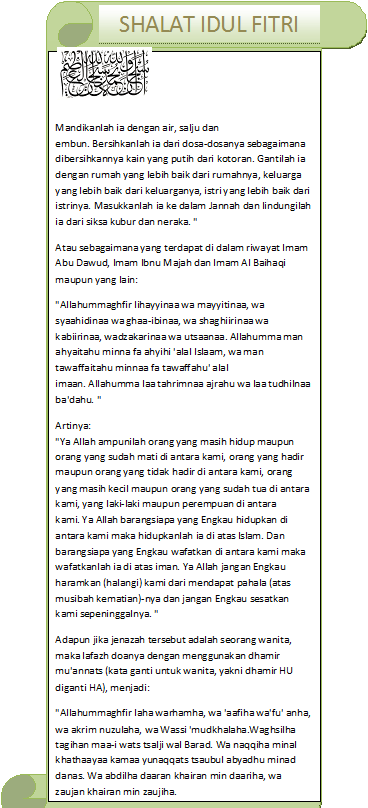 SHALAT IDUL FITRI
Mandikanlah ia dengan air, salju dan
embun. Bersihkanlah ia dari dosa-dosanya sebagaimana
dibersihkannya kain yang putih dari kotoran. Gantilah ia
dengan rumah yang lebih baik dari rumahnya, keluarga
yang lebih baik dari keluarganya, istri yang lebih baik dari
istrinya. Masukkanlah ia ke dalam Jannah dan lindungilah
ia dari siksa kubur dan neraka. "
Atau sebagaimana yang terdapat di dalam riwayat Imam
Abu Dawud, Imam Ibnu Majah dan Imam Al Baihaqi
maupun yang lain:
"Allahummaghfir lihayyinaa wa mayyitinaa, wa
syaahidinaa wa ghaa-ibinaa, wa shaghiirinaa wa
kabiirinaa, wadzakarinaa wa utsaanaa. Allahumma man
ahyaitahu minna fa ahyihi 'alal Islaam, wa man
tawaffaitahu minnaa fa tawaffahu' alal
imaan. Allahumma laa tahrimnaa ajrahu wa laa tudhilnaa
ba'dahu. "
Artinya:
"Ya Allah ampunilah orang yang masih hidup maupun
orang yang sudah mati di antara kami, orang yang hadir
maupun orang yang tidak hadir di antara kami, orang
yang masih kecil maupun orang yang sudah tua di antara
kami, yang laki-laki maupun perempuan di antara
kami. Ya Allah barangsiapa yang Engkau hidupkan di
antara kami maka hidupkanlah ia di atas Islam. Dan
barangsiapa yang Engkau wafatkan di antara kami maka
wafatkanlah ia di atas iman. Ya Allah jangan Engkau
haramkan (halangi) kami dari mendapat pahala (atas
musibah kematian)-nya dan jangan Engkau sesatkan
kami sepeninggalnya. "
Adapun jika jenazah tersebut adalah seorang wanita,
maka lafazh doanya dengan menggunakan dhamir
mu'annats (kata ganti untuk wanita, yakni dhamir HU
diganti HA), menjadi:
"Allahummaghfir laha warhamha, wa 'aafiha wa'fu' anha,
wa akrim nuzulaha, wa Wassi 'mudkhalaha.Waghsilha
tagihan maa-i wats tsalji wal Barad. Wa naqqiha minal
khathaayaa kamaa yunaqqats tsaubul abyadhu minad
danas. Wa abdilha daaran khairan min daariha, wa
zaujan khairan min zaujiha.